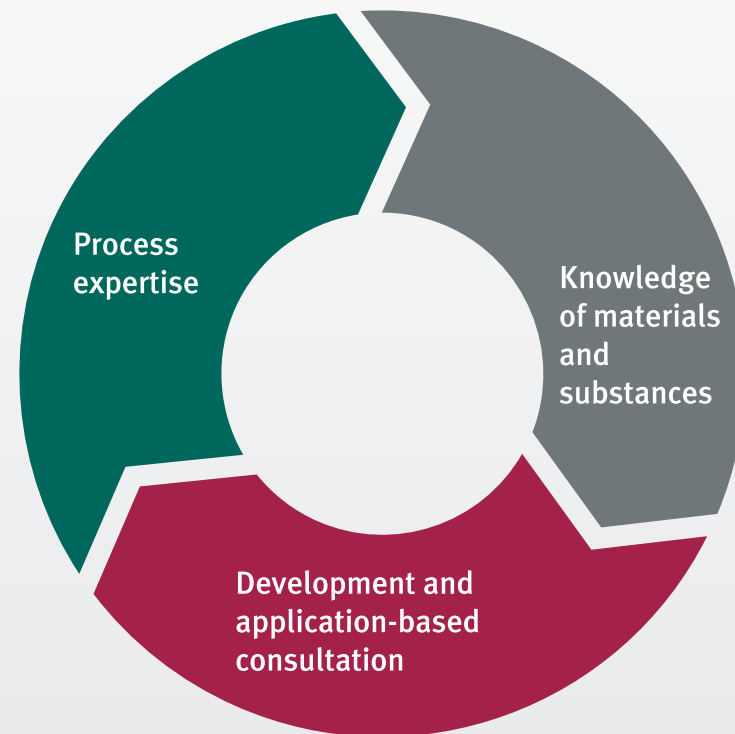 Process
expertise
Knowledge
of materials
and
substances
Development and
application-based
consultation